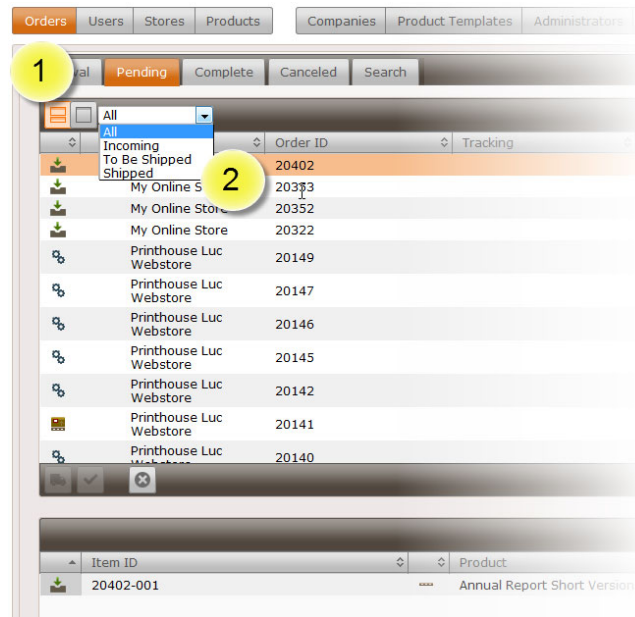 Orders Users Stores Products Companies Product Templates Administrators
1 Pending Complete Canceled Search
All
All
Incoming
To Be Shipped
Shipped
2
Order ID Tracking
20402
My Online S 20353
My Online Store 20352
My Online Store 20322
Printhouse Luc
Webstore
20149
Printhouse Luc
Webstore
20147
Printhouse Luc
Webstore
20146
Printhouse Luc
Webstore
20145
Printhouse Luc
Webstore
20142
Printhouse Luc
Webstore
20141
Printhouse Luc
Webstore
20140
Item ID Product
20402-001 Annual Report Short Version